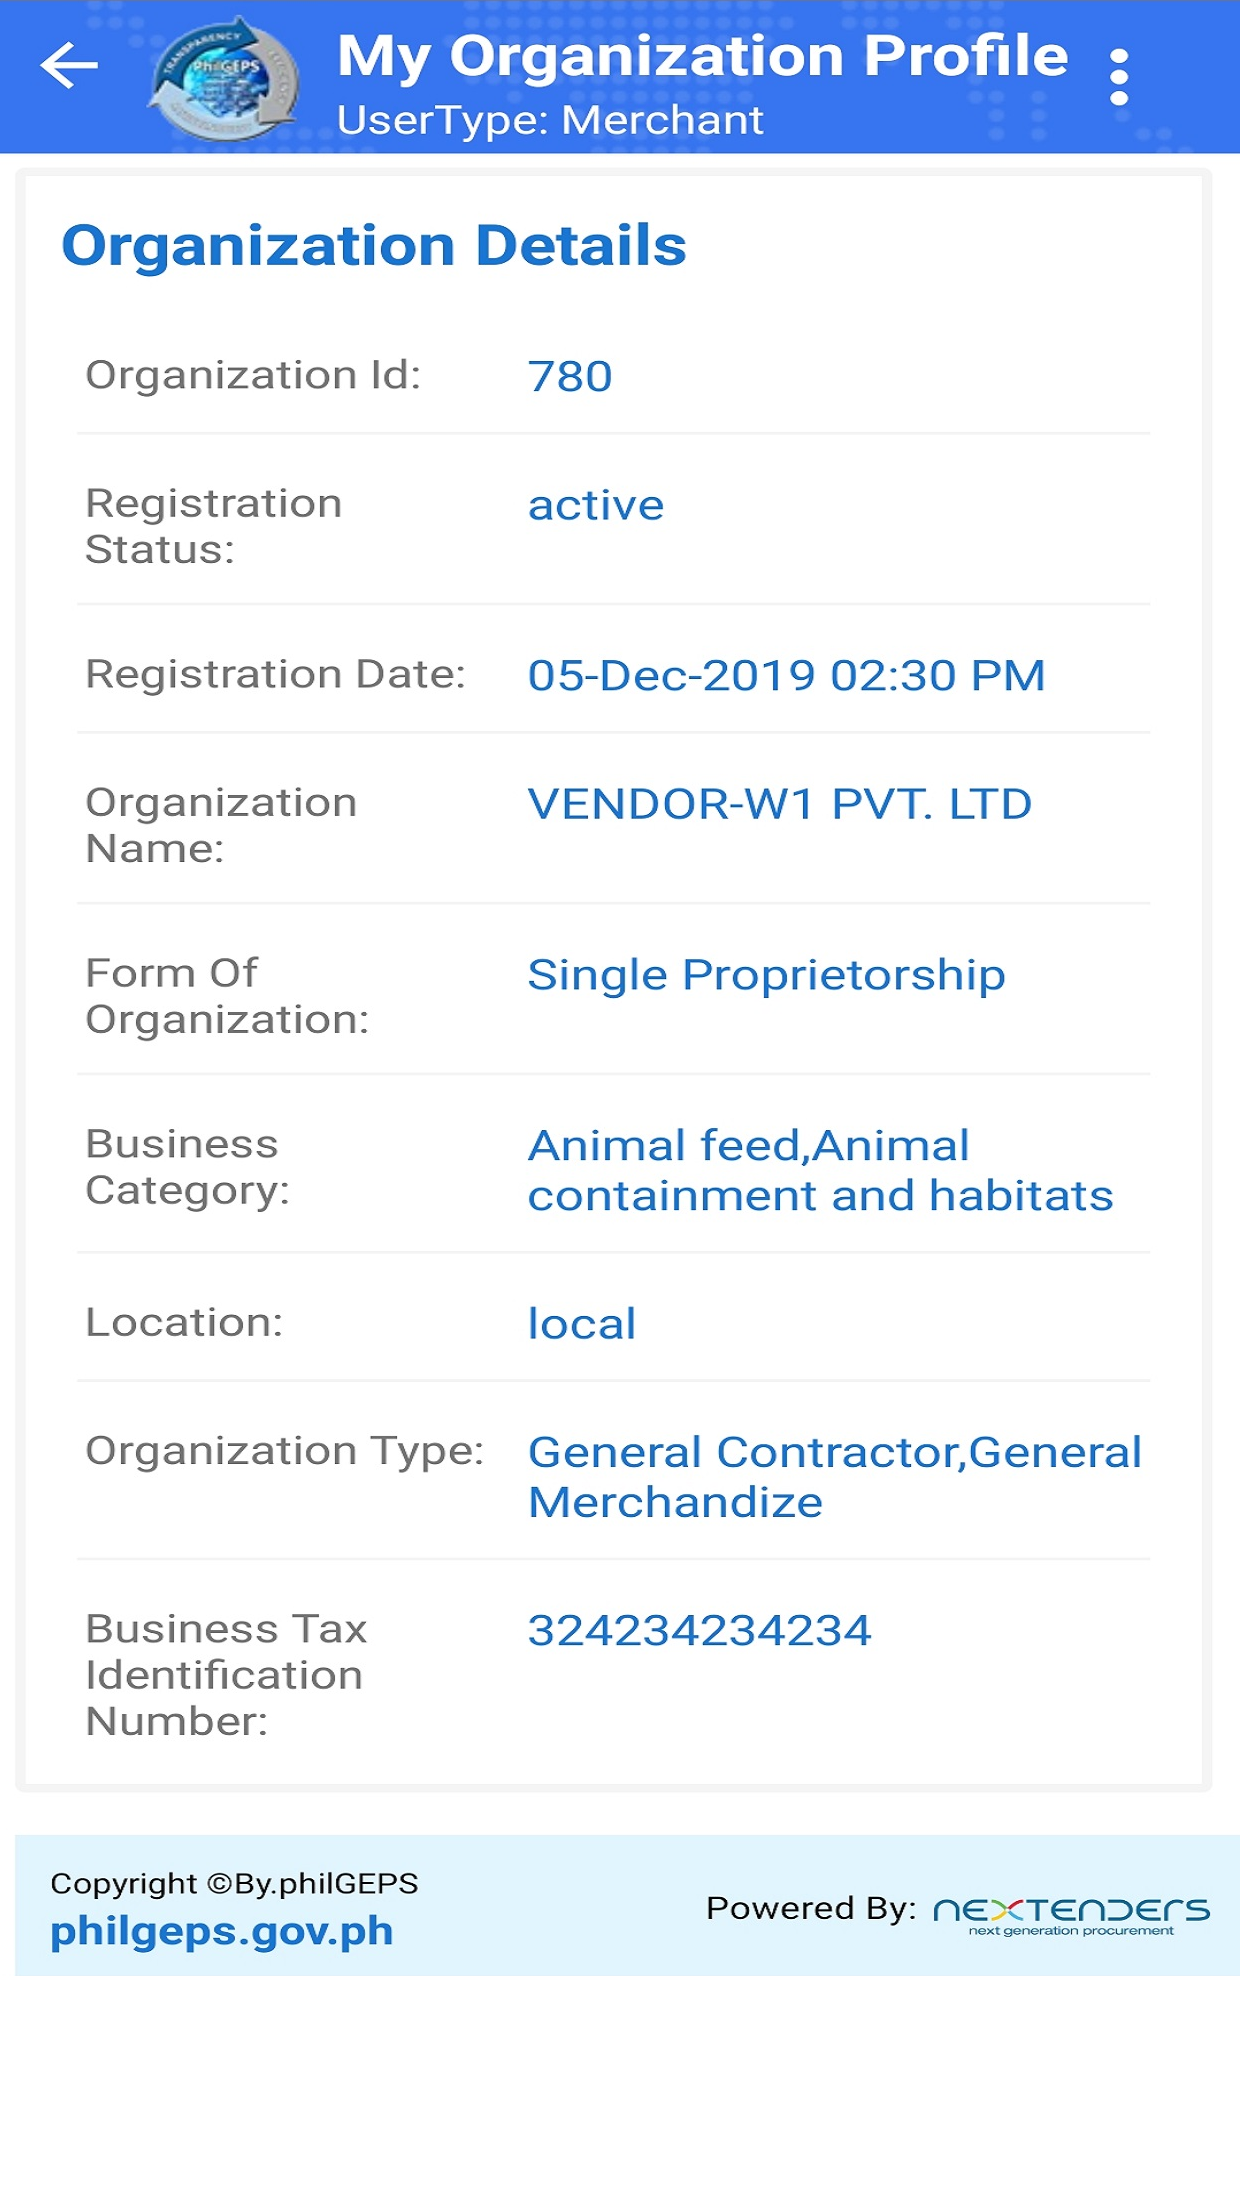 My Organization Profile
UserType: Merchant
TRANSPARENCY
PhilGEPS
Organization Details
Organization Id: 780
Registration Status: active
Registration Date: 05-Dec-2019 02:30 PM
Organization Name: VENDOR-W1 PVT. LTD
Form Of Organization: Single Proprietorship
Business Category: Animal feed,Animal containment and habitats
Location: local
Organization Type: General Contractor,General Merchandize
Business Tax Identification Number: 324234234234
Copyright ©By.philGEPS
philgeps.gov.ph
Powered By: NEXTENDERS
next generation procurement